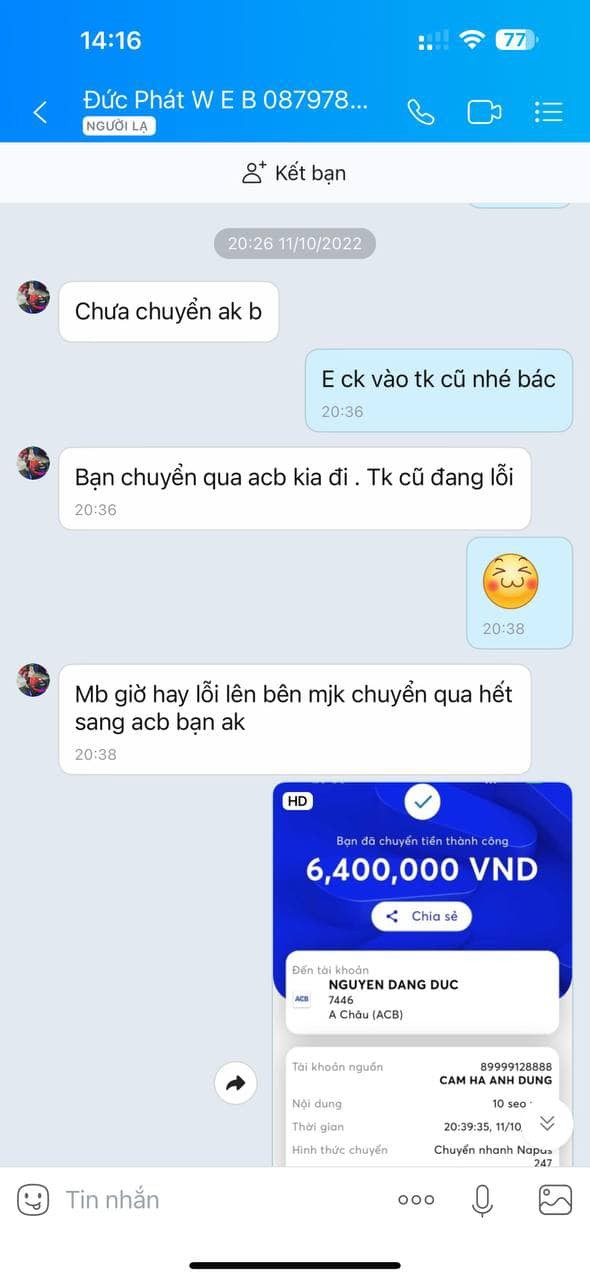 14:16
77
Đức Phát W E B 087978...
NGƯỜI LẠ
Kết bạn
20:26 11/10/2022
Chưa chuyển ak b
E ck vào tk cũ nhé bác
20:36
Bạn chuyển qua acb kia đi . Tk cũ đang lỗi
20:36
20:38
Mb giờ hay lỗi lên bên mjk chuyển qua hết
sang acb bạn ak
20:38
HD
Bạn đã chuyển tiền thành công
6,400,000 VND
Chia sẻ
Đến tài khoản
NGUYEN DANG DUC
ACB
7446
A Châu (ACB)
Tài khoản nguồn 89999128888
CAM HA ANH DUNG
Nội dung 10 seo
Thời gian 20:39:35, 11/10
Hình thức chuyển Chuyển nhanh Napas
247
Tin nhắn